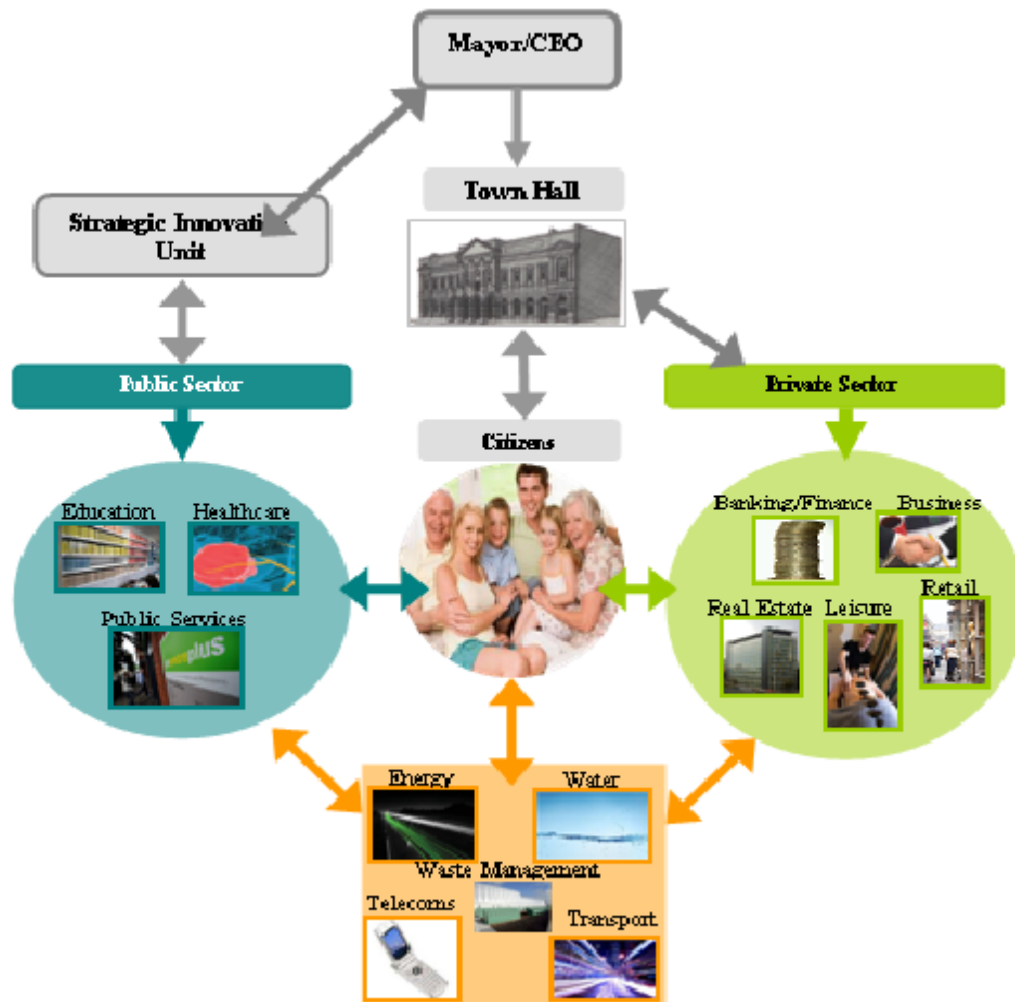 Mayor/CEO
Town Hall
Strategic Innovation
Unit
Public Sector
Private Sector
Citizens
Education
Healthcare
Public Services
plus
Banking/Finance
Business
Real Estate
Leisure
Retail
Energy
Water
Waste Management
Telecoms
Transport